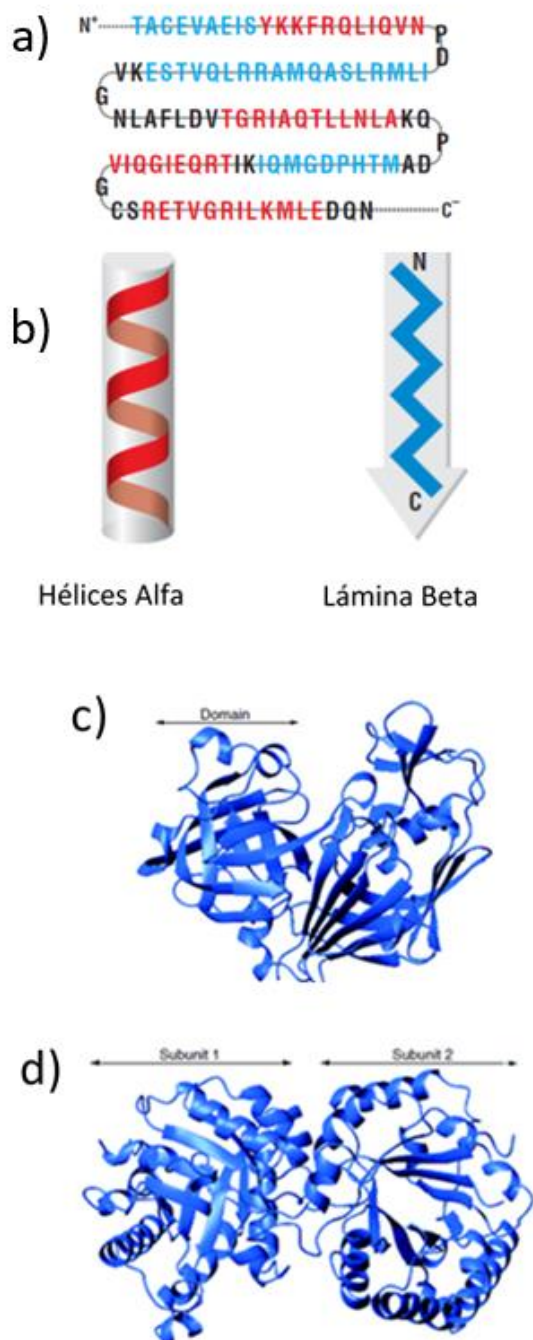 a)
N+ TACEVAEISYKKFRQLIQVN
P
D
VKESTVQLRRAMQASLRMLI
G
NLAFLDVTGRIAQTLLNLAKQ
P
VIQGIEQRTIKIQMGDPHTMAD
G
CSRETVGRILKMLEDQN C–
b)
N
C
Hélices Alfa Lámina Beta
c)
Domain
d)
Subunit 1 Subunit 2